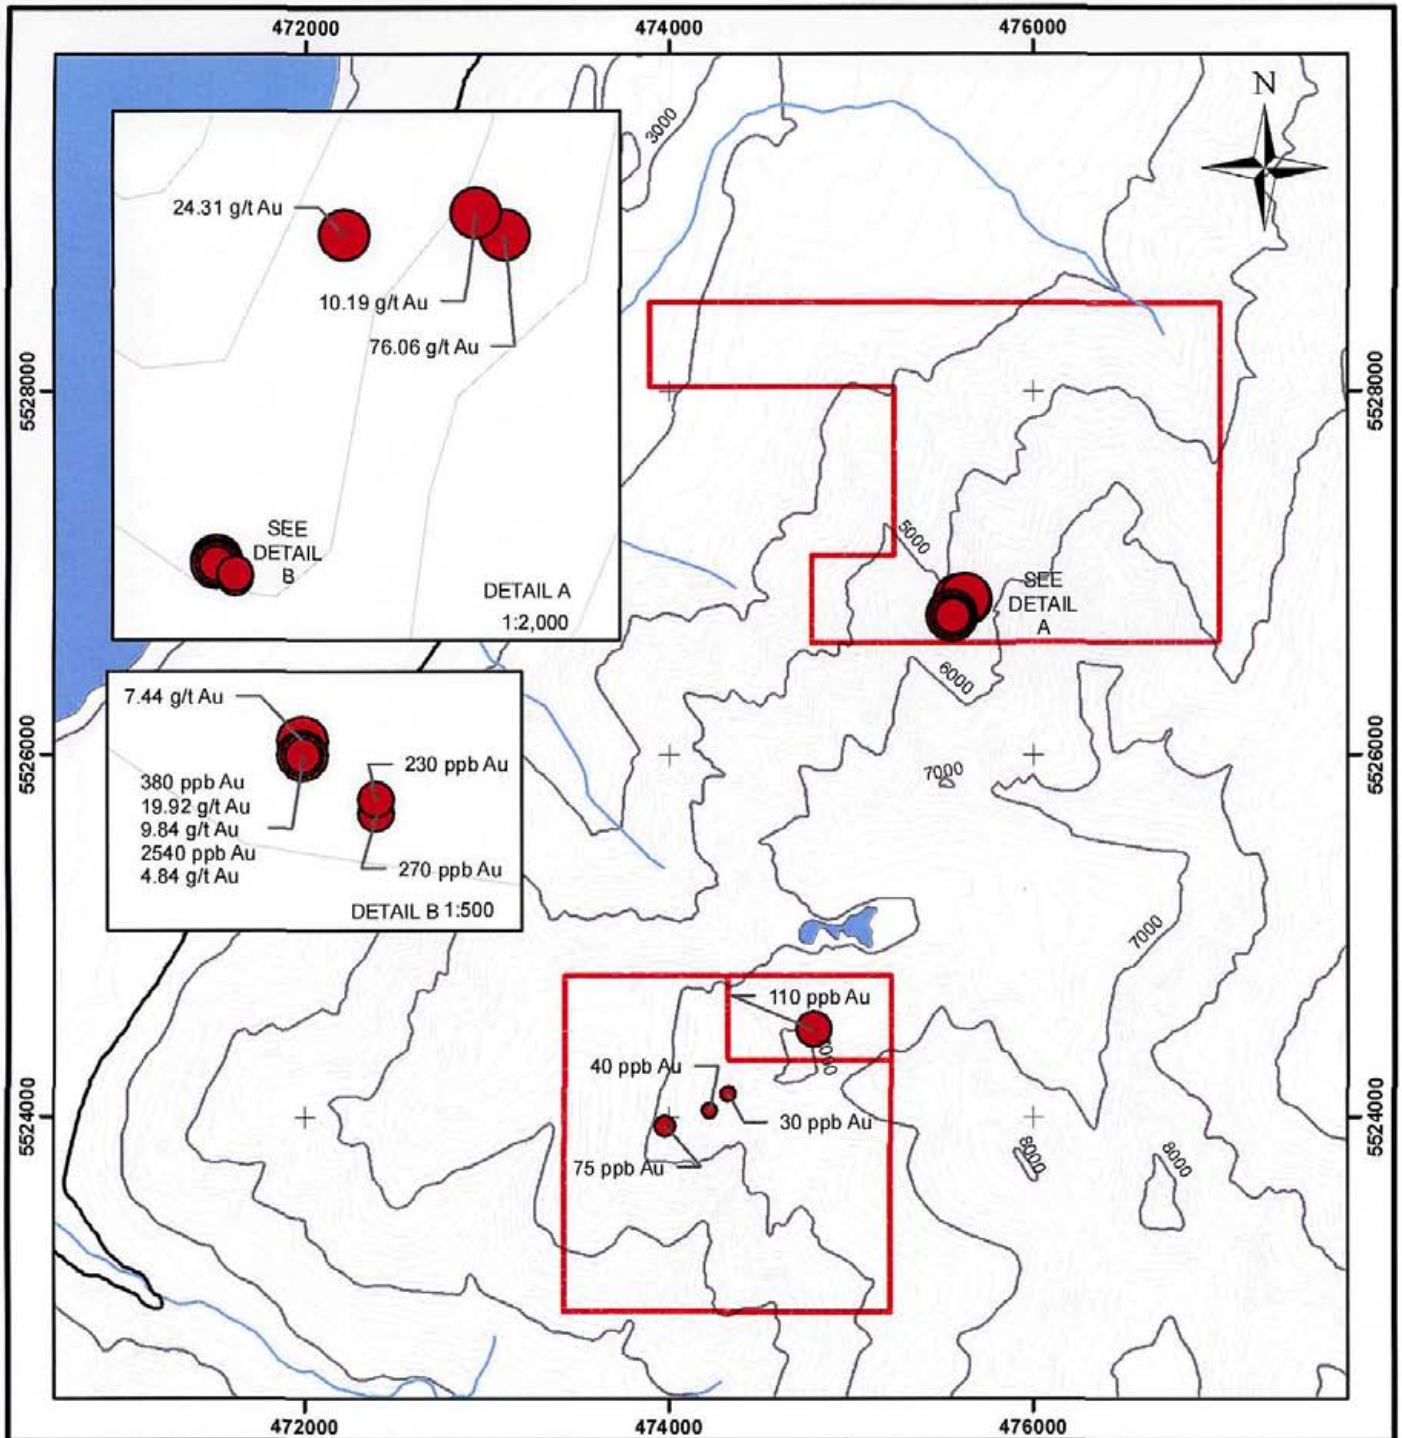 472000
474000
476000
N
3000
24.31 g/t Au
10.19 g/t Au
76.06 g/t Au
5528000
5528000
SEE
DETAIL
B
DETAIL A
1:2,000
5000
SEE
DETAIL
A
6000
7.44 g/t Au
230 ppb Au
380 ppb Au
19.92 g/t Au
9.84 g/t Au
2540 ppb Au
4.84 g/t Au
270 ppb Au
DETAIL B 1:500
5526000
5526000
7000
7000
110 ppb Au
40 ppb Au
30 ppb Au
75 ppb Au
5524000
5524000
8000
8000
472000
474000
476000